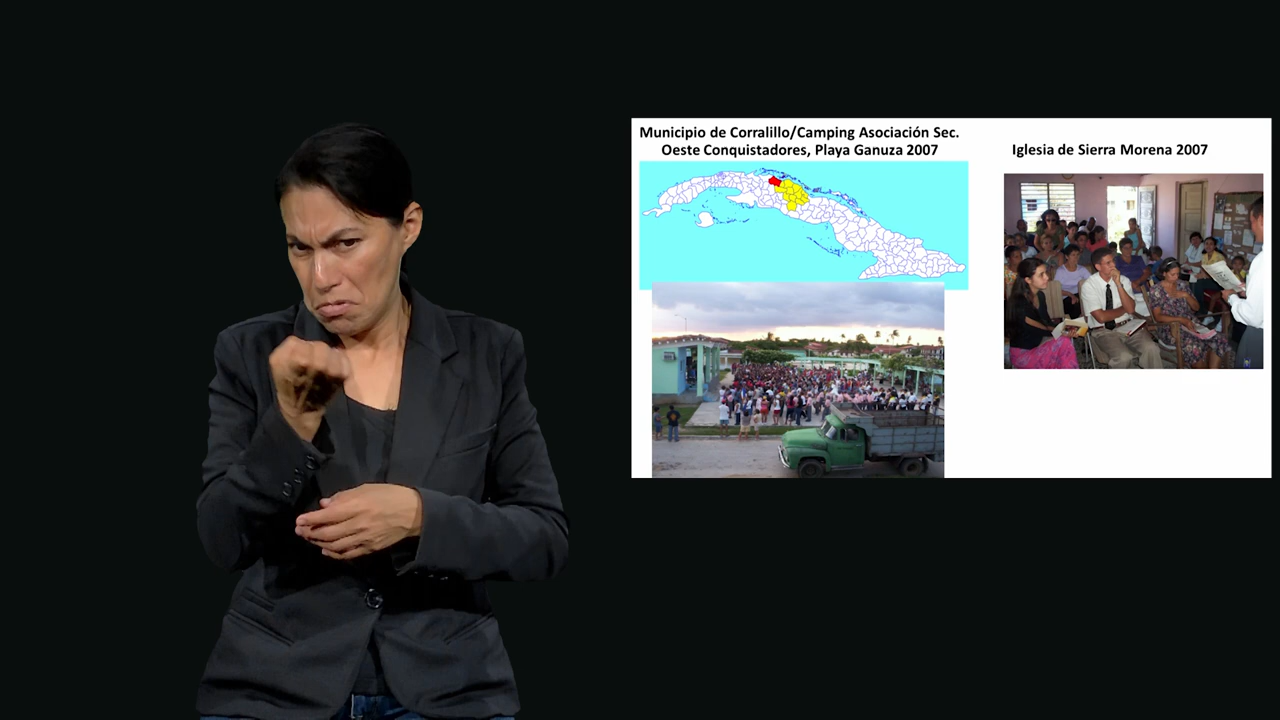 Municipio de Corralillo/Camping Asociación Sec.
Oeste Conquistadores, Playa Ganuza 2007
Iglesia de Sierra Morena 2007